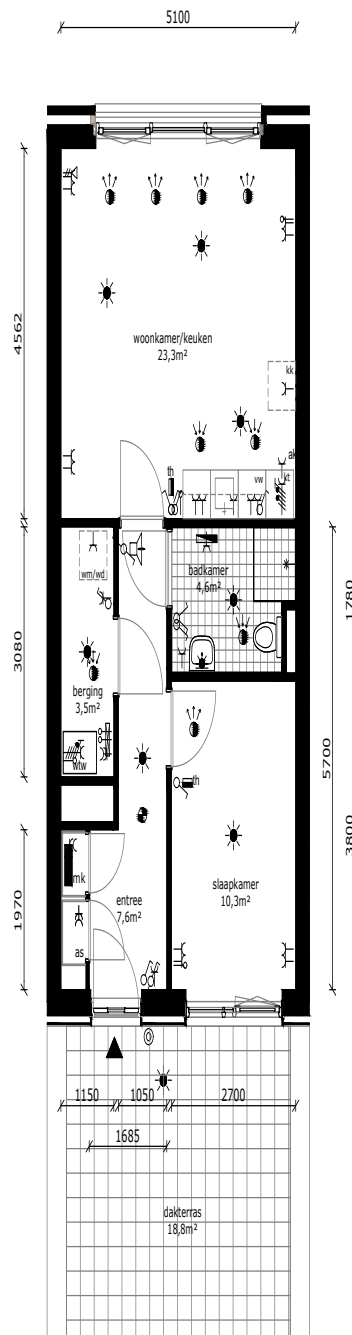 5100
4562
woonkamer/keuken
23,3m²
kk
ak
th
vw
kt
wm/wd
badkamer
4,6m²
1780
3080
berging
3,5m²
wtw
5700
th
3800
mk
slaapkamer
10,3m²
entree
7,6m²
1970
as
1150
1050
2700
1685
dakterras
18,8m²